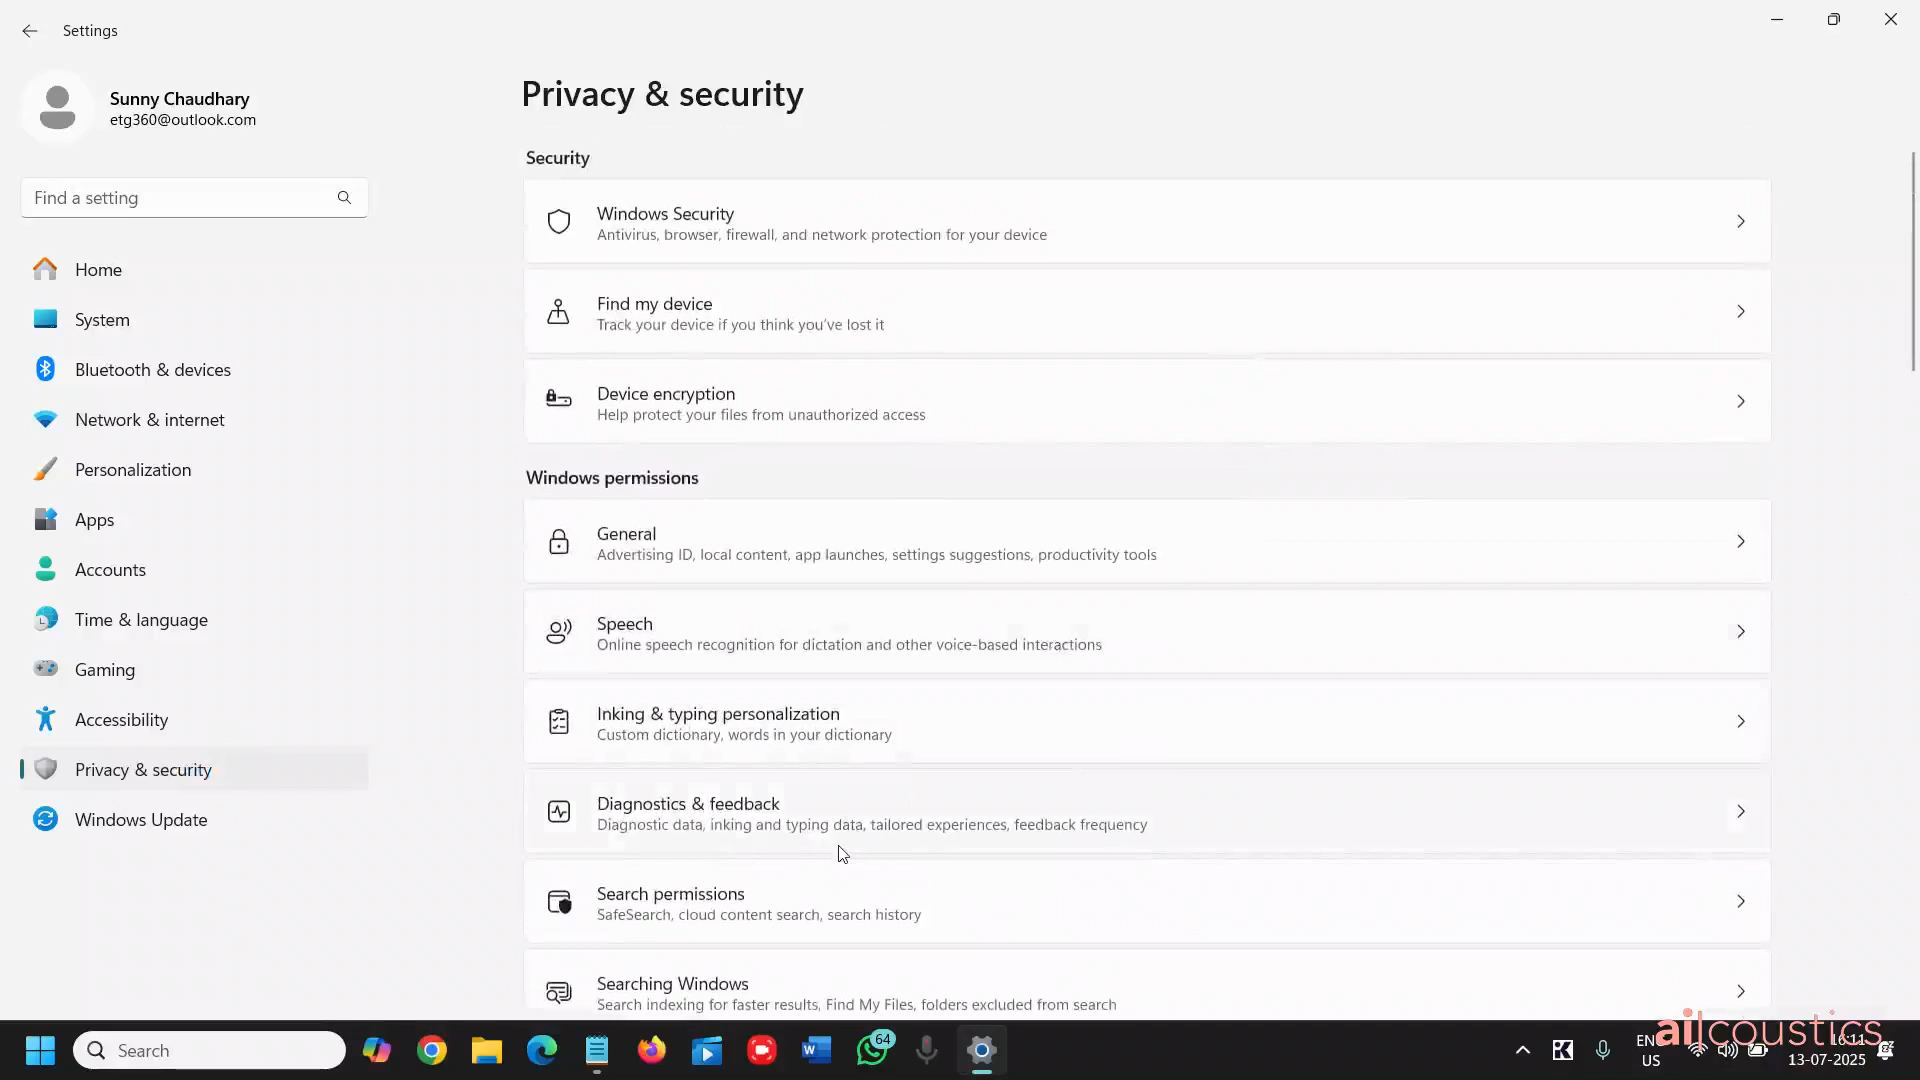 Settings
Sunny Chaudhary
etg360@outlook.com
Find a setting
Home
System
Bluetooth & devices
Network & internet
Personalization
Apps
Accounts
Time & language
Gaming
Accessibility
Privacy & security
Windows Update
Privacy & security
Security
Windows Security
Antivirus, browser, firewall, and network protection for your device
Find my device
Track your device if you think you've lost it
Device encryption
Help protect your files from unauthorized access
Windows permissions
General
Advertising ID, local content, app launches, settings suggestions, productivity tools
Speech
Online speech recognition for dictation and other voice-based interactions
Inking & typing personalization
Custom dictionary, words in your dictionary
Diagnostics & feedback
Diagnostic data, inking and typing data, tailored experiences, feedback frequency
Search permissions
SafeSearch, cloud content search, search history
Searching Windows
Search indexing for faster results, Find My Files, folders excluded from search
Search
64
US
ai|coustics
16:11
13-07-2025